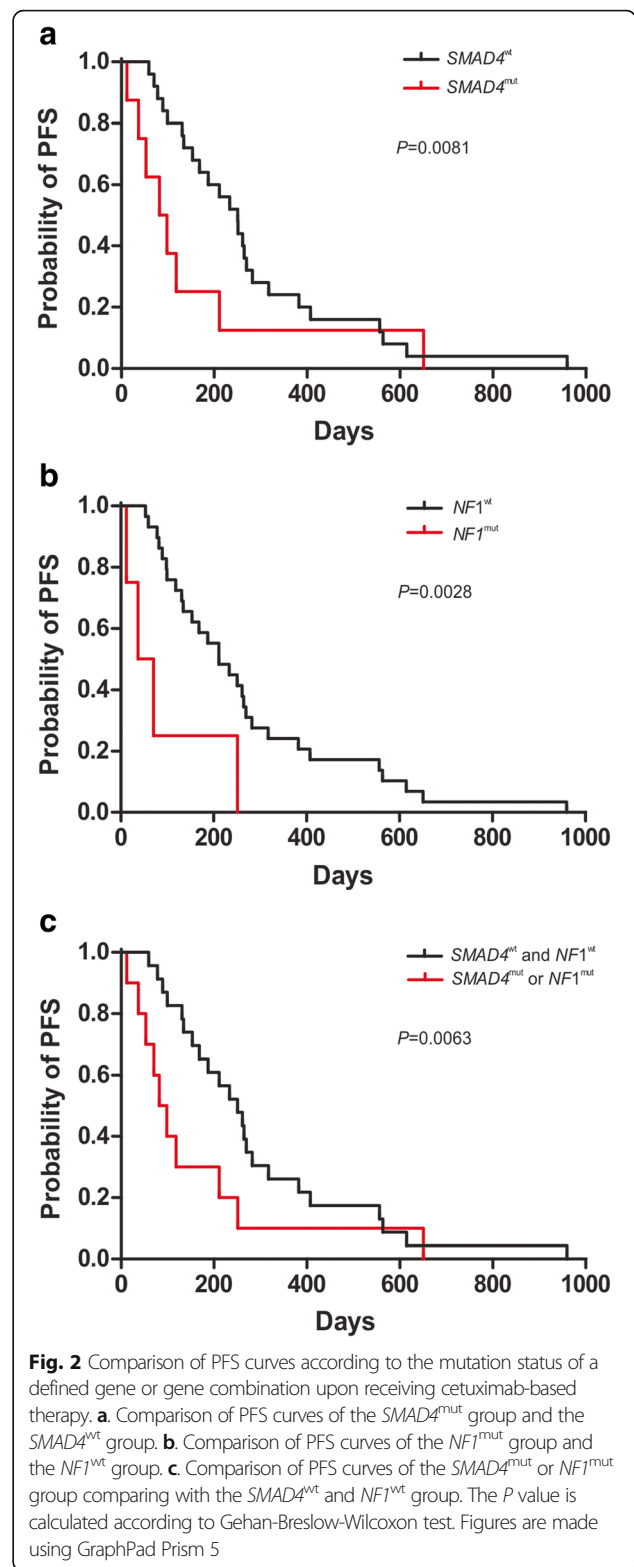 a
SMAD4wt
SMAD4mut
P=0.0081
1.0
0.8
0.6
0.4
0.2
0.0
Probability of PFS
0 200 400 600 800 1000
Days
b
NF1wt
NF1mut
P=0.0028
1.0
0.8
0.6
0.4
0.2
0.0
Probability of PFS
0 200 400 600 800 1000
Days
c
SMAD4wt and NF1wt
SMAD4mut or NF1mut
P=0.0063
1.0
0.8
0.6
0.4
0.2
0.0
Probability of PFS
0 200 400 600 800 1000
Days
Fig. 2 Comparison of PFS curves according to the mutation status of a
defined gene or gene combination upon receiving cetuximab-based
therapy. a. Comparison of PFS curves of the SMAD4mut group and the
SMAD4wt group. b. Comparison of PFS curves of the NF1mut group and
the NF1wt group. c. Comparison of PFS curves of the SMAD4mut or NF1mut
group comparing with the SMAD4wt and NF1wt group. The P value is
calculated according to Gehan-Breslow-Wilcoxon test. Figures are made
using GraphPad Prism 5